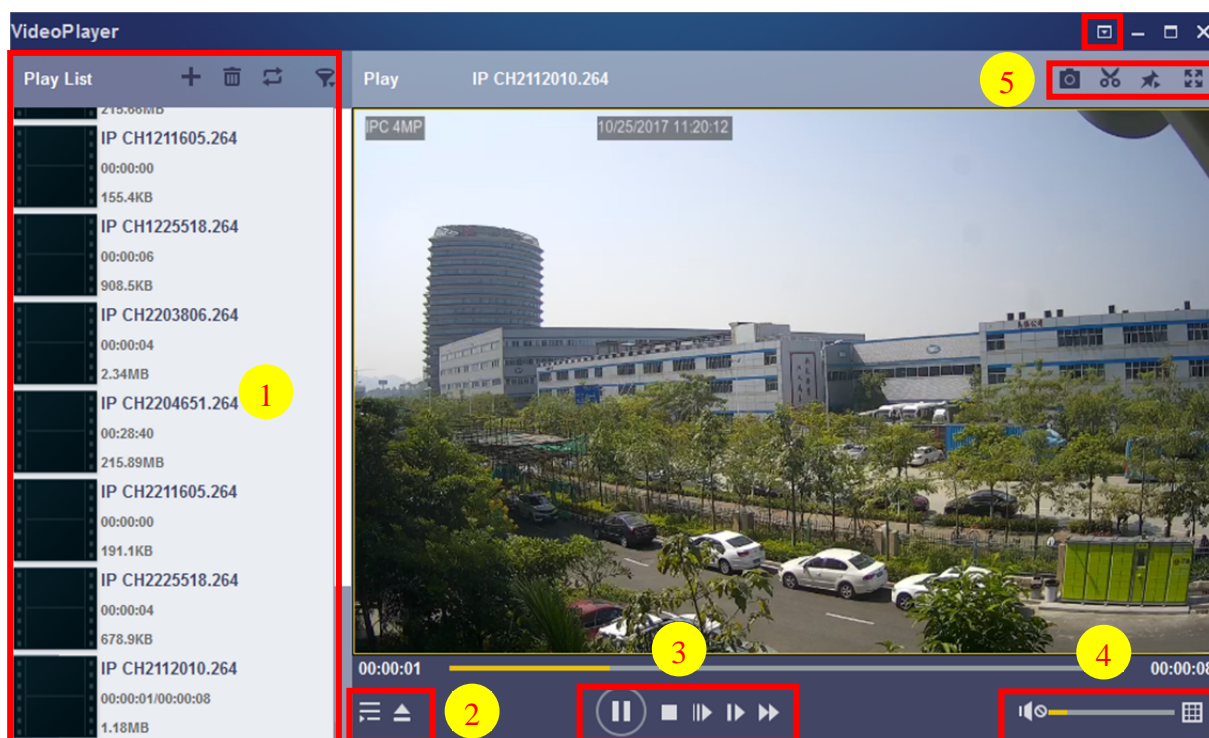 VideoPlayer
Play List
Play
IP CH2112010.264
5
215.66MB
IP CH1211605.264
00:00:00
155.4KB
IP CH1225518.264
00:00:06
908.5KB
IP CH2203806.264
00:00:04
2.34MB
IP CH2204651.264
00:28:40
215.89MB
IP CH2211605.264
00:00:00
191.1KB
IP CH2225518.264
00:00:04
678.9KB
IP CH2112010.264
00:00:01/00:00:08
1.18MB
1
IPC 4MP
10/25/2017 11:20:12
00:00:01
3
4
00:00:08
2